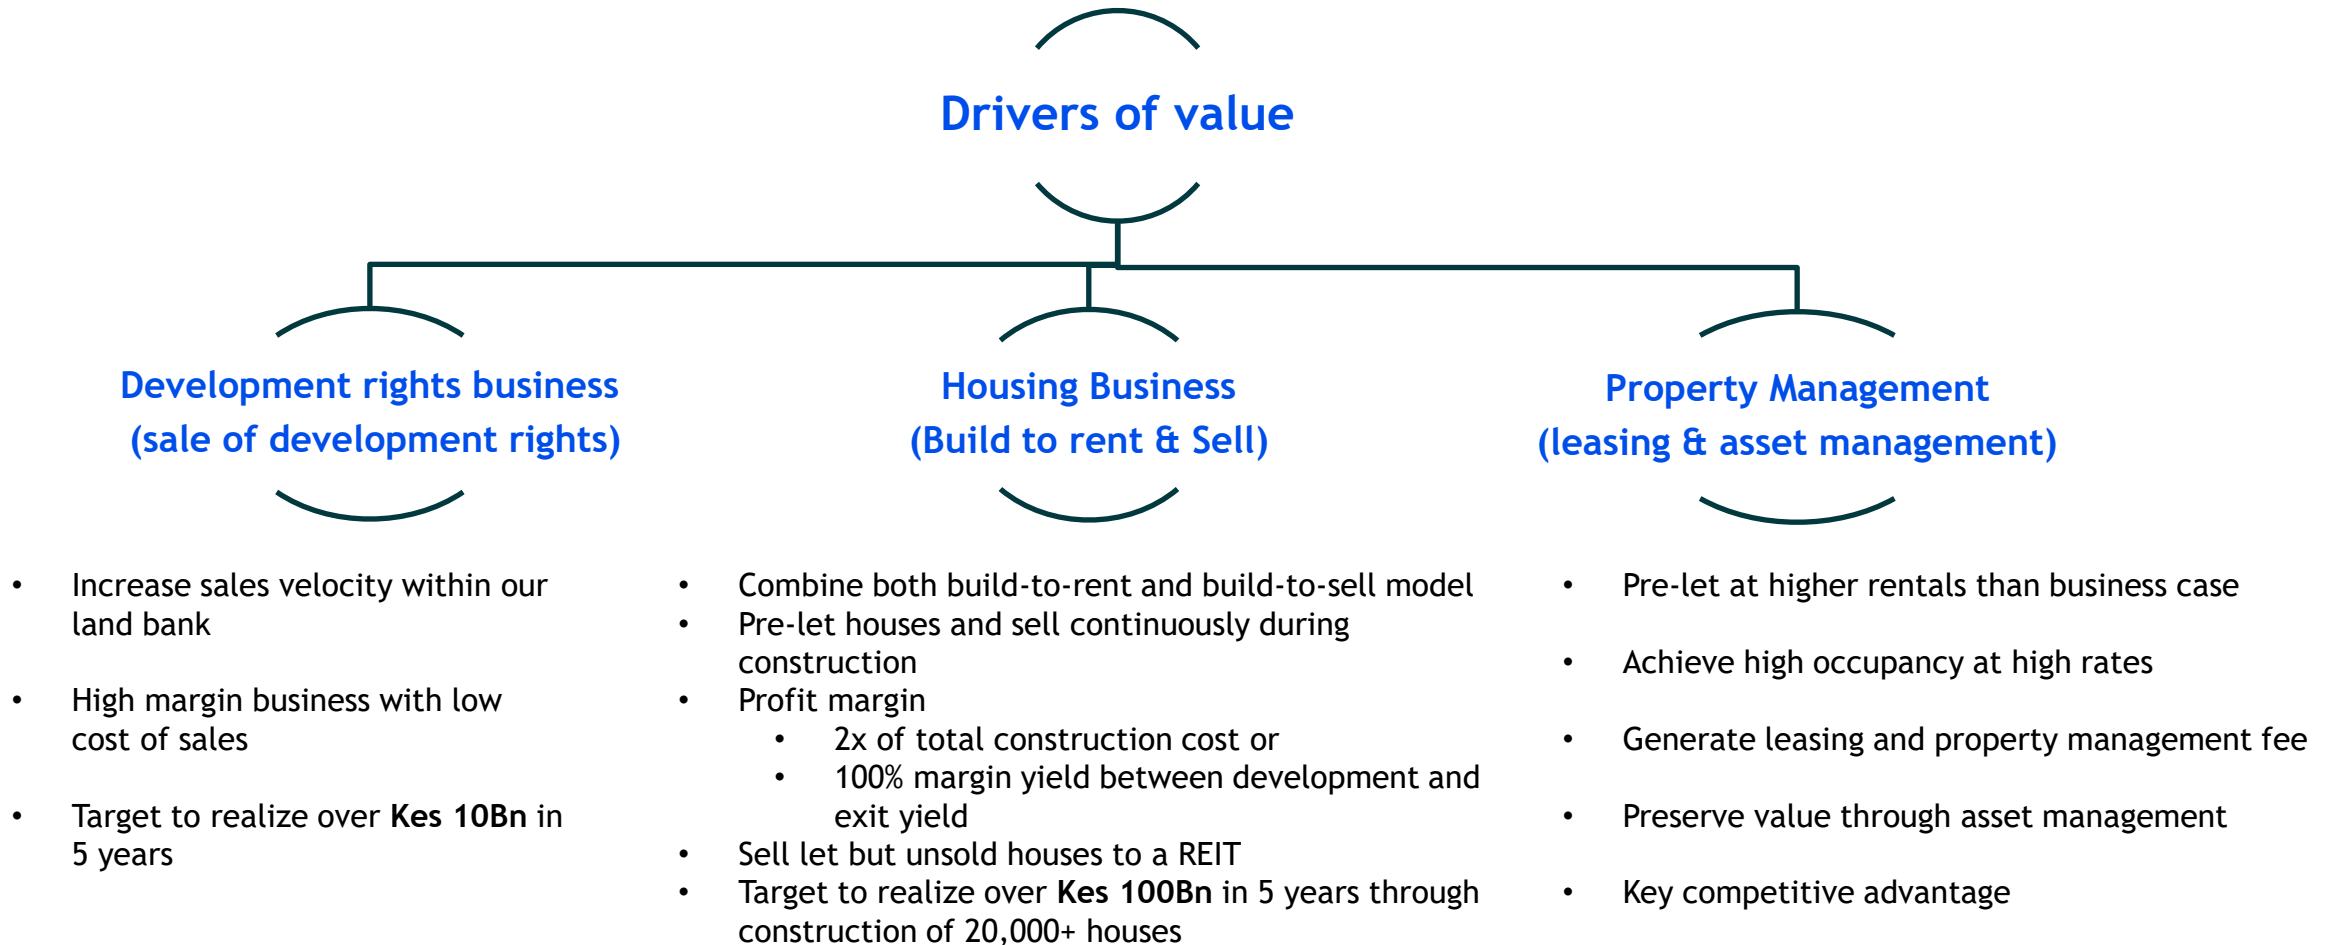 Drivers of value
Development rights business
(sale of development rights)
Housing Business
(Build to rent & Sell)
Property Management
(leasing & asset management)
• Increase sales velocity within our
land bank
• High margin business with low
cost of sales
• Target to realize over Kes 10Bn in
5 years
• Combine both build-to-rent and build-to-sell model
• Pre-let houses and sell continuously during
construction
• Profit margin
• 2x of total construction cost or
• 100% margin yield between development and
exit yield
• Sell let but unsold houses to a REIT
• Target to realize over Kes 100Bn in 5 years through
construction of 20,000+ houses
• Pre-let at higher rentals than business case
• Achieve high occupancy at high rates
• Generate leasing and property management fee
• Preserve value through asset management
• Key competitive advantage